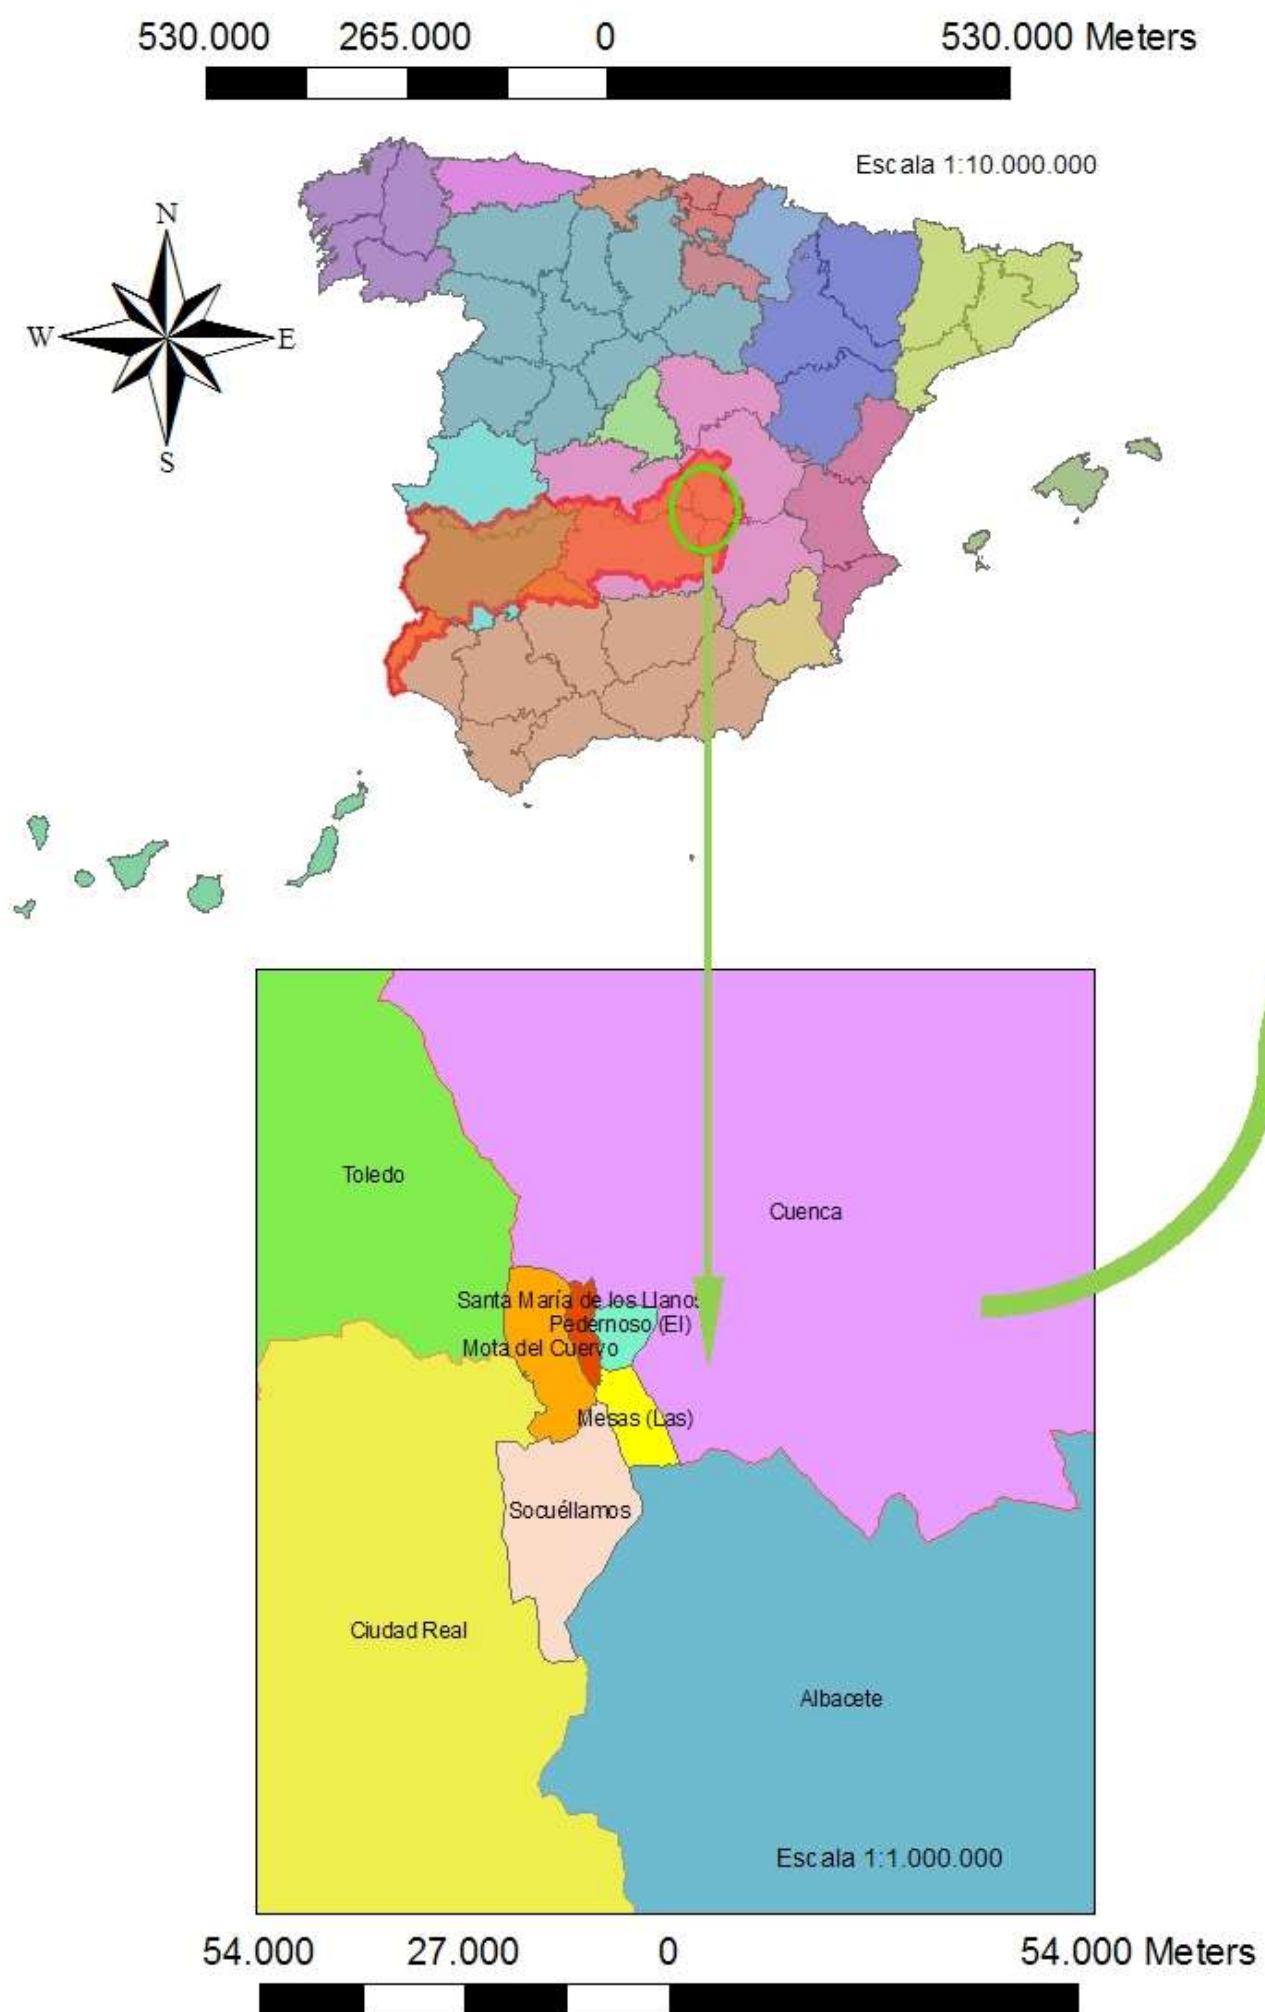 530.000 265.000 0 530.000 Meters
Escala 1:10.000.000
N
W E
S
Toledo
Cuenca
Santa María de los Llanos
Pedernoso (El)
Mota del Cuervo
Mesas (Las)
Socuéllamos
Ciudad Real
Albacete
Escala 1:1.000.000
54.000 27.000 0 54.000 Meters